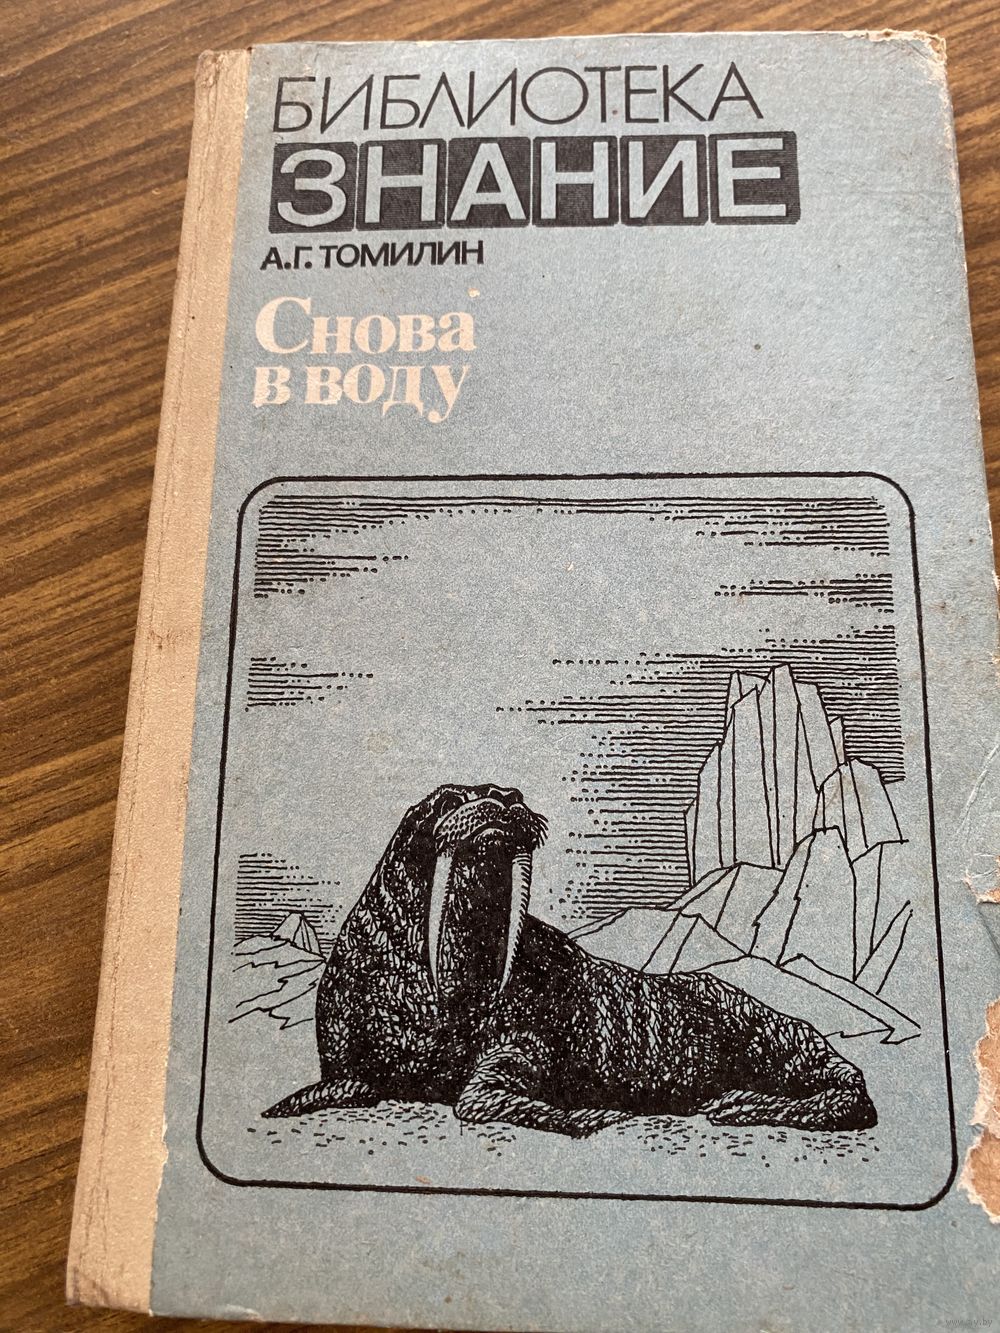 БИБЛИОТЕКА
ЗНАНИЕ
А.Г. ТОМИЛИН
Снова
в воду